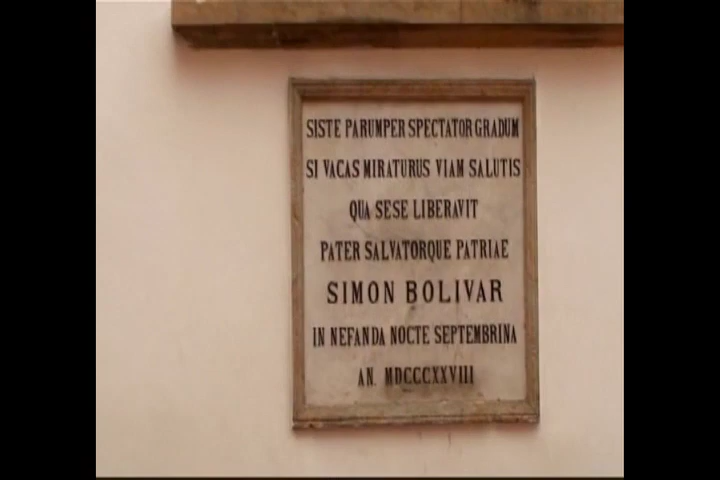 SISTE PARUMPER SPECTATOR GRADUM
SI VACAS MIRATURUS VIAM SALUTIS
QUA SESE LIBERAVIT
PATER SALVATORQUE PATRIAE
SIMON BOLIVAR
IN NEFANDA NOCTE SEPTEMBRINA
AN. MDCCCXXVIII